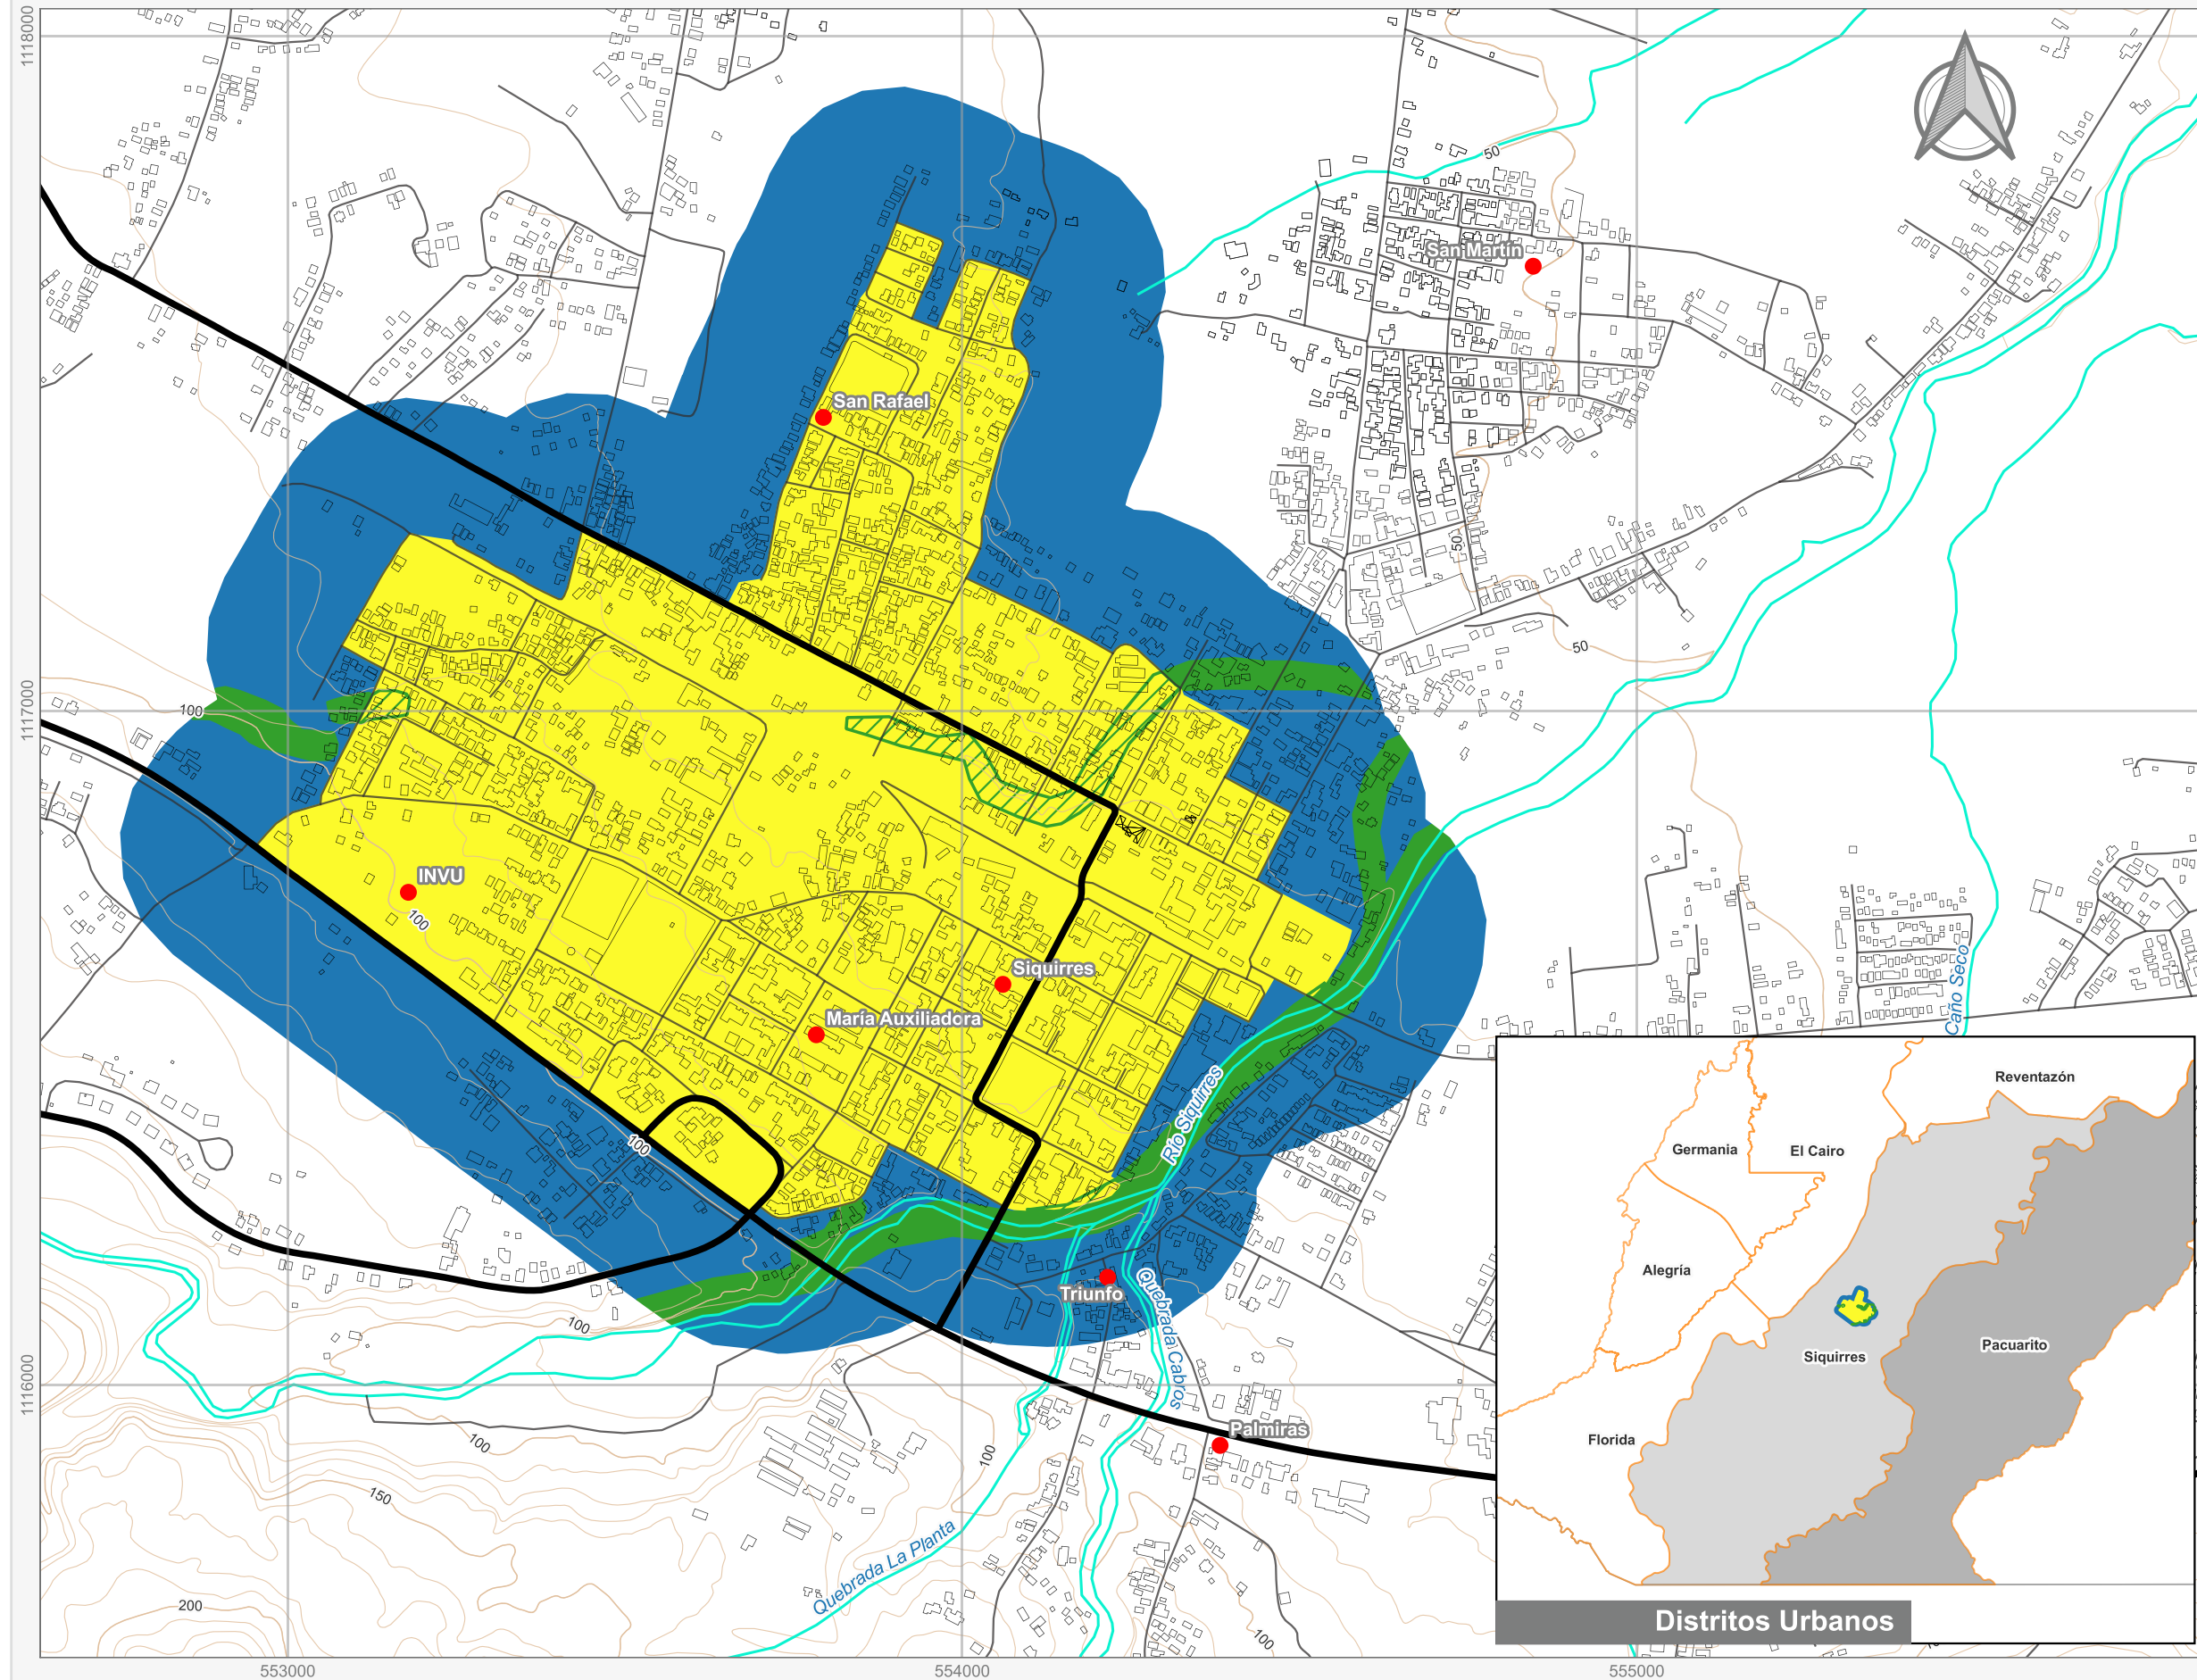 1118000
50
San Martín
San Rafael
50
50
1117000
100
INVU
100
Siquirres
María Auxiliadora
Caño Seco
Río Siquirres
100
Triunfo
Quebrada Cabros
100
1116000
Palmiras
100
100
150
Quebrada La Planta
200
100
Reventazón
Germania
El Cairo
Alegría
Pacuarito
Siquirres
Florida
Distritos Urbanos
553000
554000
555000